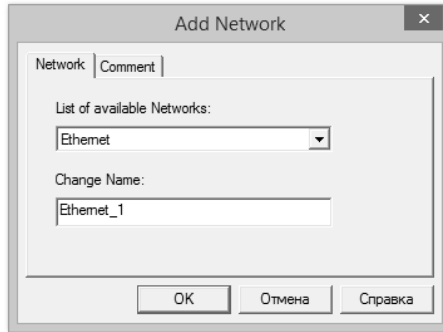 Add Network
x
Network Comment
List of available Networks:
Ethernet
Change Name:
Ethernet_1
OK Отмена Справка